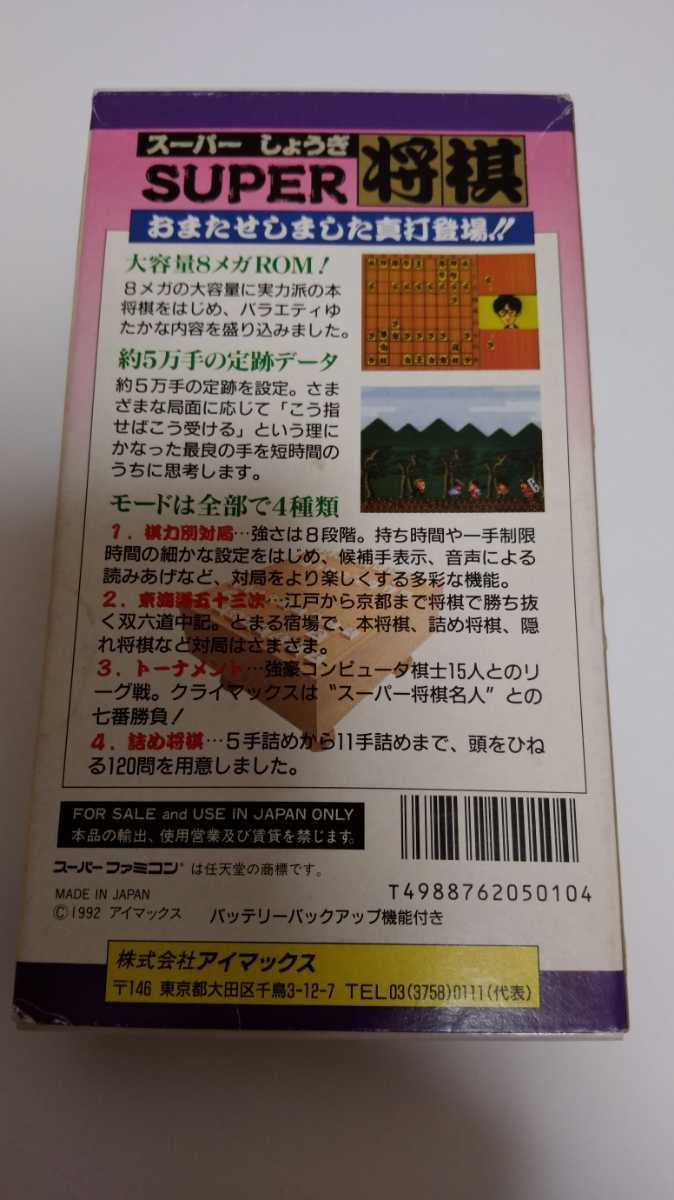 スーパー しょうぎ
SUPER 将棋
おまたせしました真打登場!!
大容量8メガROM!
8メガの大容量に実力派の本
将棋をはじめ、バラエティゆ
たかな内容を盛り込みました。
約5万手の定跡データ
約5万手の定跡を設定。さま
ざまな局面に応じて「こう指
せばこう受ける」という理に
かなった最良の手を短時間の
うちに思考します。
モードは全部で4種類
1. 棋力別対局…強さは8段階。持ち時間や一手制限
時間の細かな設定をはじめ、候補手表示、音声による
読みあげなど、対局をより楽しくする多彩な機能。
2. 東海道五十三次…江戸から京都まで将棋で勝ち抜
く双六道中記。とまる宿場で、本将棋、詰め将棋、隠
れ将棋など対局はさまざま。
3. トーナメント…強豪コンピュータ棋士15人とのリ
ーグ戦。クライマックスは“スーパー将棋名人”との
七番勝負!
4. 詰め将棋…5手詰めから11手詰めまで、頭をひね
る120問を用意しました。
FOR SALE and USE IN JAPAN ONLY
本品の輸出、使用営業及び賃貸を禁じます。
スーパーファミコン®は任天堂の商標です。
T4988762050104
MADE IN JAPAN
©1992 アイマックス バッテリーバックアップ機能付き
株式会社アイマックス
〒146 東京都大田区千鳥3-12-7 TEL.03(3758)0111(代表)